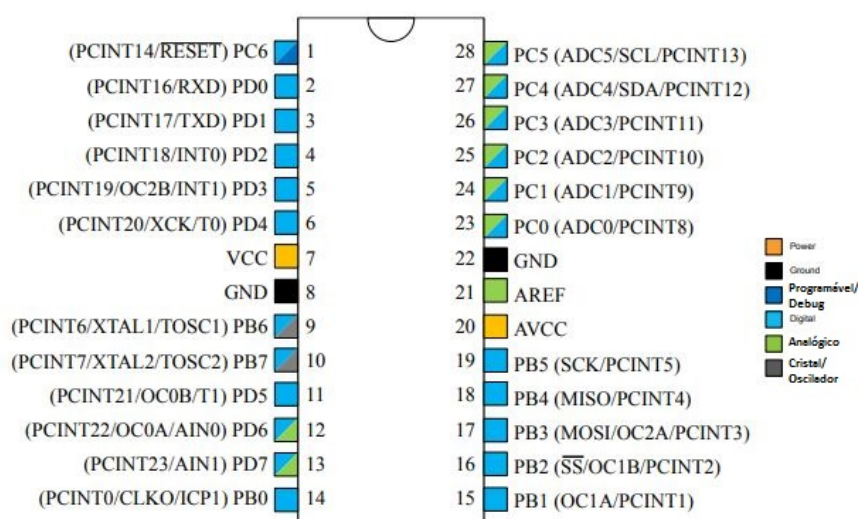 (PCINT14/RESET) PC6 1
(PCINT16/RXD) PD0 2
(PCINT17/TXD) PD1 3
(PCINT18/INT0) PD2 4
(PCINT19/OC2B/INT1) PD3 5
(PCINT20/XCK/T0) PD4 6
VCC 7
GND 8
(PCINT6/XTAL1/TOSC1) PB6 9
(PCINT7/XTAL2/TOSC2) PB7 10
(PCINT21/OC0B/T1) PD5 11
(PCINT22/OC0A/AIN0) PD6 12
(PCINT23/AIN1) PD7 13
(PCINT0/CLKO/ICP1) PB0 14
28 PC5 (ADC5/SCL/PCINT13)
27 PC4 (ADC4/SDA/PCINT12)
26 PC3 (ADC3/PCINT11)
25 PC2 (ADC2/PCINT10)
24 PC1 (ADC1/PCINT9)
23 PC0 (ADC0/PCINT8)
22 GND
21 AREF
20 AVCC
19 PB5 (SCK/PCINT5)
18 PB4 (MISO/PCINT4)
17 PB3 (MOSI/OC2A/PCINT3)
16 PB2 (SS/OC1B/PCINT2)
15 PB1 (OC1A/PCINT1)
Power
Ground
Programável/
Debug
Digital
Analógico
Cristal/
Oscilador